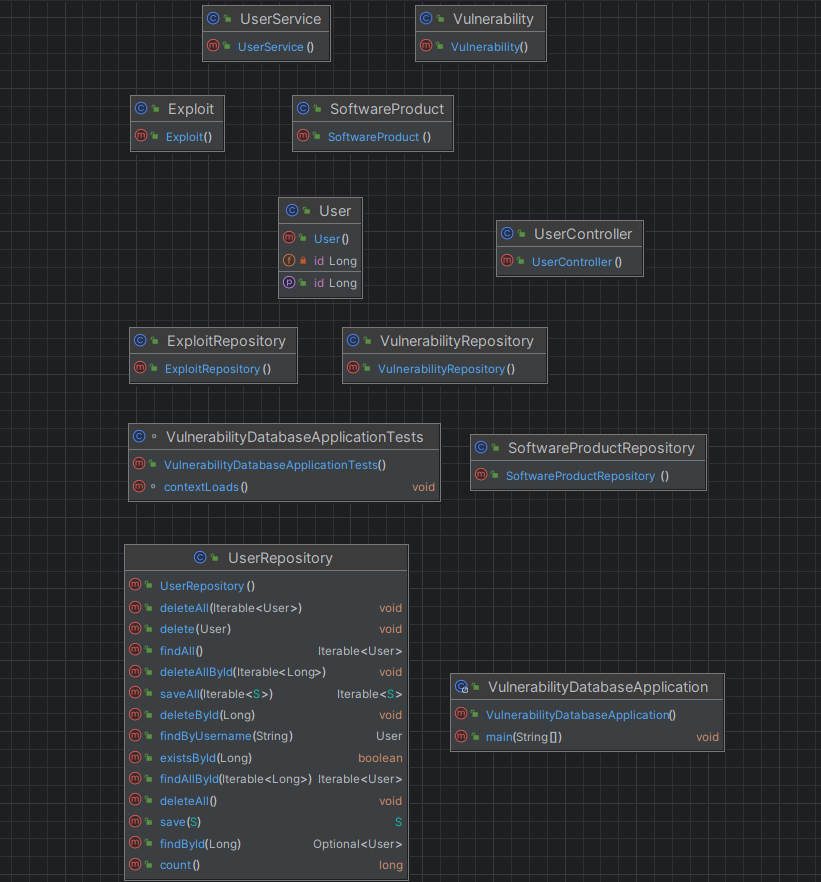 UserService
UserService()
Vulnerability
Vulnerability()
Exploit
Exploit()
SoftwareProduct
SoftwareProduct()
User
User()
id Long
id Long
UserController
UserController()
ExploitRepository
ExploitRepository()
VulnerabilityRepository
VulnerabilityRepository()
VulnerabilityDatabaseApplicationTests
VulnerabilityDatabaseApplicationTests()
contextLoads() void
SoftwareProductRepository
SoftwareProductRepository()
UserRepository
UserRepository()
deleteAll(Iterable<User>) void
delete(User) void
findAll() Iterable<User>
deleteAllById(Iterable<Long>) void
saveAll(Iterable<S>) Iterable<S>
deleteById(Long) void
findByUsername(String) User
existsById(Long) boolean
findAllById(Iterable<Long>) Iterable<User>
deleteAll() void
save(S) S
findById(Long) Optional<User>
count() long
VulnerabilityDatabaseApplication
VulnerabilityDatabaseApplication()
main(String[]) void